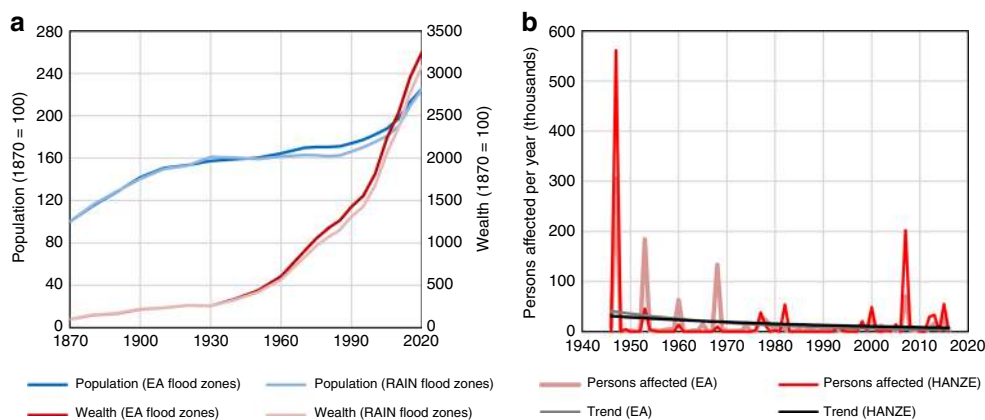 a
280
240
200
160
120
80
40
0
Population (1870 = 100)
3500
3000
2500
2000
1500
1000
500
0
Wealth (1870 = 100)
1870 1900 1930 1960 1990 2020
Population (EA flood zones) Population (RAIN flood zones)
Wealth (EA flood zones) Wealth (RAIN flood zones)
b
600
500
400
300
200
100
0
Persons affected per year (thousands)
1940 1950 1960 1970 1980 1990 2000 2010 2020
Persons affected (EA) Persons affected (HANZE)
Trend (EA) Trend (HANZE)